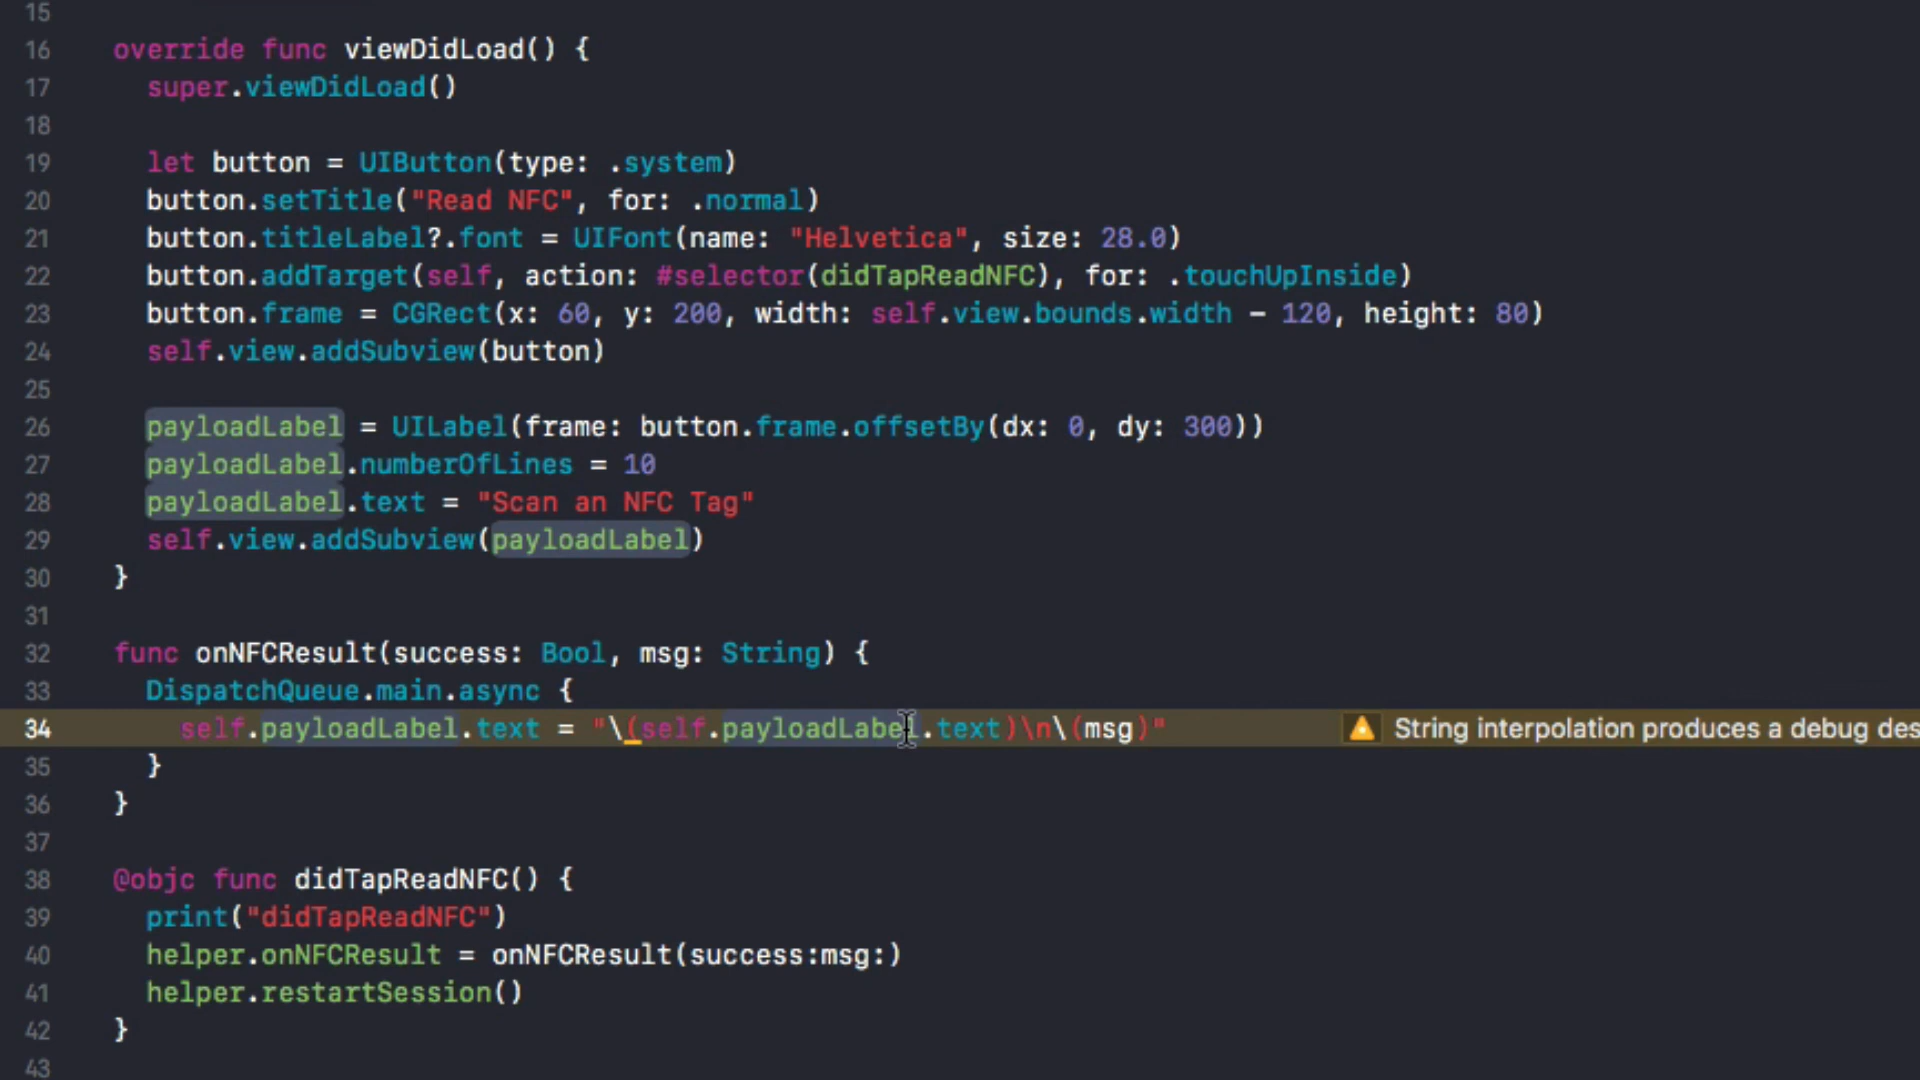 15
16 override func viewDidLoad() {
17 super.viewDidLoad()
18
19 let button = UIButton(type: .system)
20 button.setTitle("Read NFC", for: .normal)
21 button.titleLabel?.font = UIFont(name: "Helvetica", size: 28.0)
22 button.addTarget(self, action: #selector(didTapReadNFC), for: .touchUpInside)
23 button.frame = CGRect(x: 60, y: 200, width: self.view.bounds.width - 120, height: 80)
24 self.view.addSubview(button)
25
26 payloadLabel = UILabel(frame: button.frame.offsetBy(dx: 0, dy: 300))
27 payloadLabel.numberOfLines = 10
28 payloadLabel.text = "Scan an NFC Tag"
29 self.view.addSubview(payloadLabel)
30 }
31
32 func onNFCResult(success: Bool, msg: String) {
33 DispatchQueue.main.async {
34 self.payloadLabel.text = "\(self.payloadLabel.text)\n\(msg)" String interpolation produces a debug des
35 }
36 }
37
38 @objc func didTapReadNFC() {
39 print("didTapReadNFC")
40 helper.onNFCResult = onNFCResult(success:msg:)
41 helper.restartSession()
42 }
43